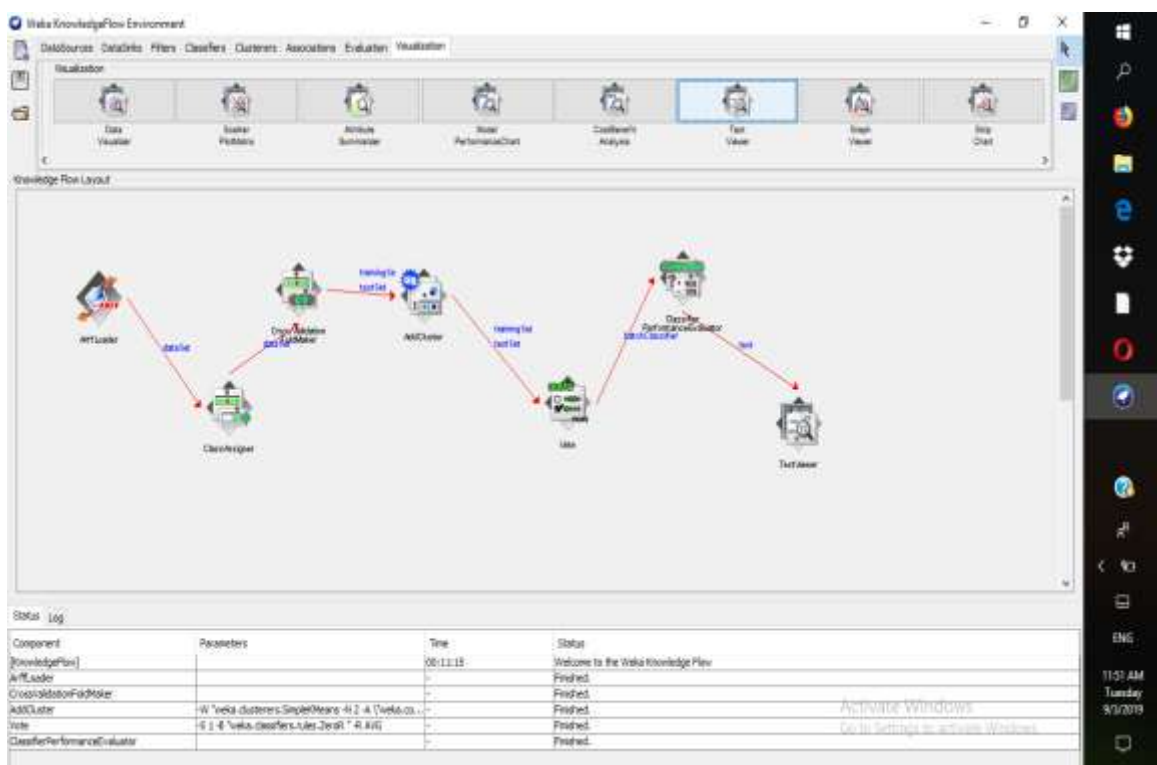 Weka KnowledgeFlow Environment
DataSources DataSinks Filters Classifiers Clusterers Associations Evaluation Visualization
Visualization
Data Visualizer
Scatter PlotMatrix
Attribute Summarizer
Model PerformanceChart
CostBenefit Analysis
Text Viewer
Graph Viewer
Strip Chart
Knowledge Flow Layout
ArffLoader
dataSet
ClassAssigner
dataSet
CrossValidation FoldMaker
trainingSet
testSet
AddCluster
trainingSet
testSet
Vote
batchClassifier
Classifier PerformanceEvaluator
text
TextViewer
Status Log
Component Parameters Time Status
[KnowledgeFlow] 00:11:15 Welcome to the Weka Knowledge Flow
ArffLoader - Finished.
CrossValidationFoldMaker - Finished.
AddCluster -W "weka.clusterers.SimpleKMeans -N 2 -A \"weka.co... - Finished.
Vote -S 1 -B "weka.classifiers.rules.ZeroR " -R AVG - Finished.
ClassifierPerformanceEvaluator - Finished.
Activate Windows
Go to Settings to activate Windows.
ENG
11:51 AM
Tuesday
9/3/2019